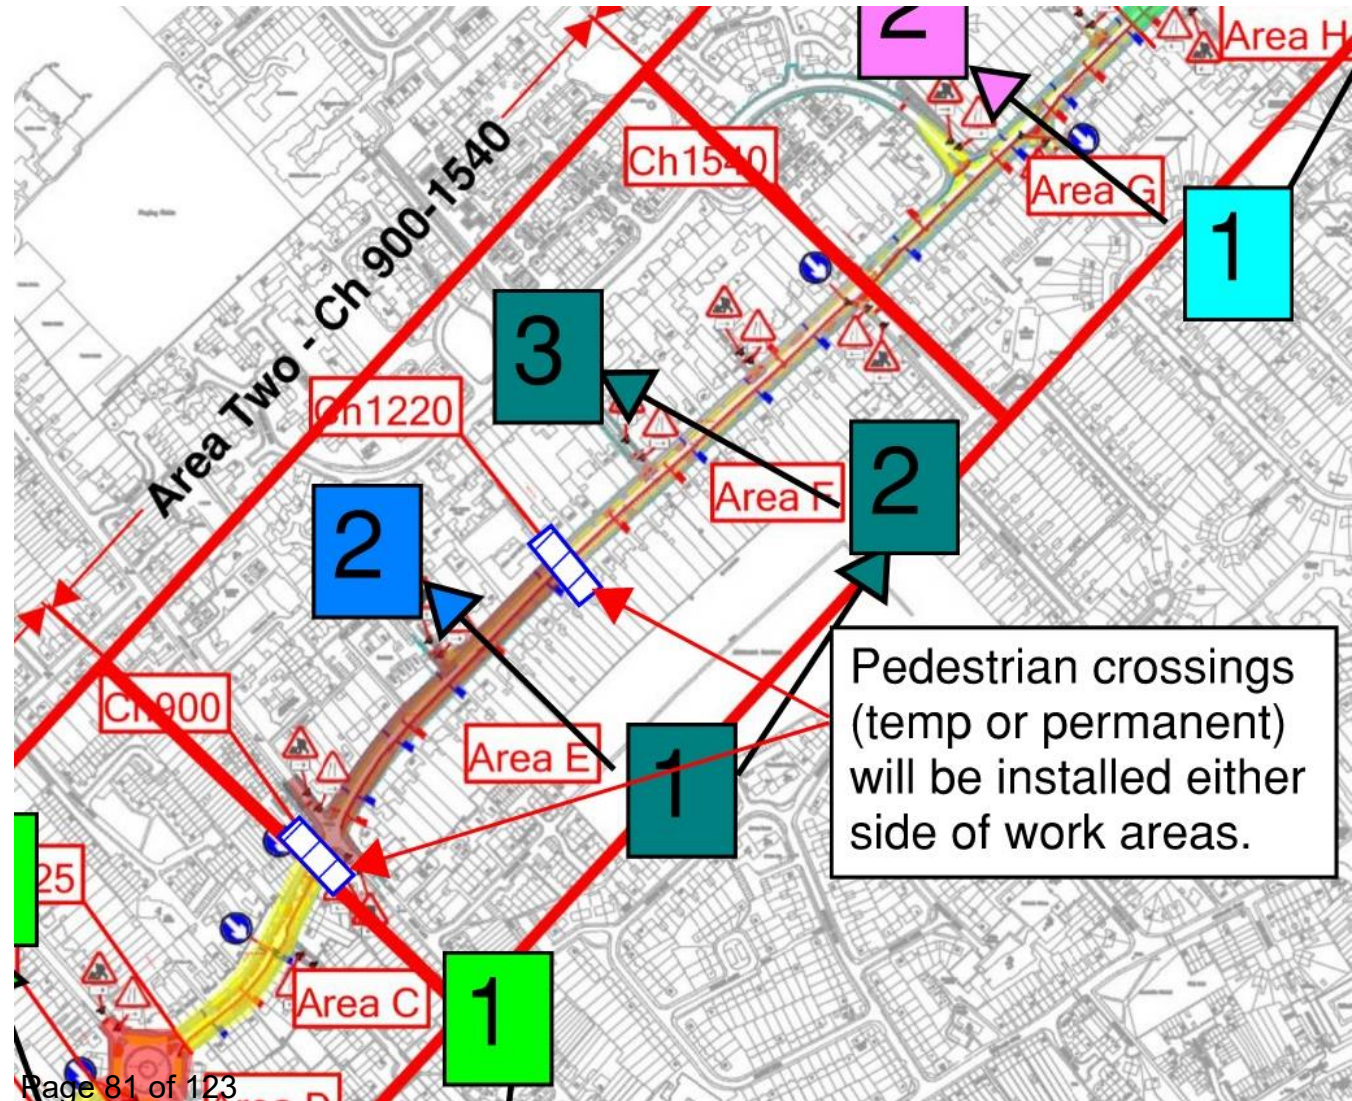 2
Area H
Ch1540
Area G
1
Area Two - Ch 900-1540
3
Ch1220
2
Area F
2
Pedestrian crossings
(temp or permanent)
will be installed either
side of work areas.
Ch900
Area E
1
25
Area C
1
Page 81 of 123